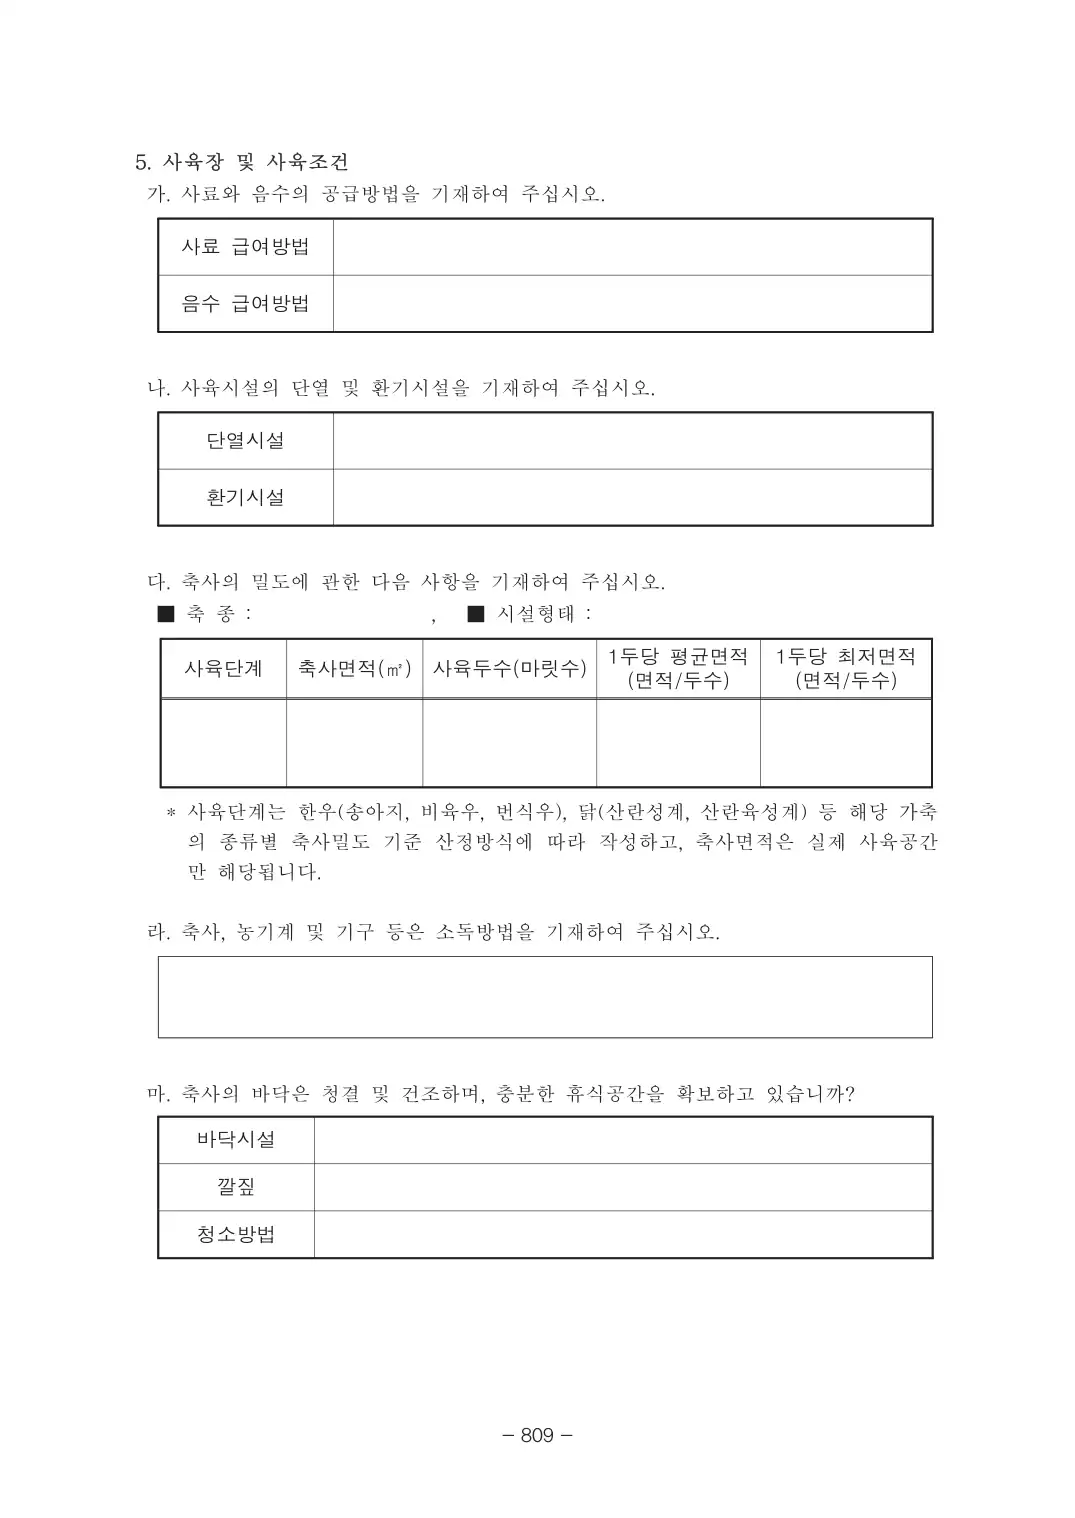 5. 사육장 및 사육조건
가. 사료와 음수의 공급방법을 기재하여 주십시오.
사료 급여방법
음수 급여방법
나. 사육시설의 단열 및 환기시설을 기재하여 주십시오.
단열시설
환기시설
다. 축사의 밀도에 관한 다음 사항을 기재하여 주십시오.
■ 축 종 : , ■ 시설형태 :
사육단계 축사면적(㎡) 사육두수(마릿수) 1두당 평균면적 (면적/두수) 1두당 최저면적 (면적/두수)
* 사육단계는 한우(송아지, 비육우, 번식우), 닭(산란성계, 산란육성계) 등 해당 가축
의 종류별 축사밀도 기준 산정방식에 따라 작성하고, 축사면적은 실제 사육공간
만 해당됩니다.
라. 축사, 농기계 및 기구 등은 소독방법을 기재하여 주십시오.
마. 축사의 바닥은 청결 및 건조하며, 충분한 휴식공간을 확보하고 있습니까?
바닥시설
깔짚
청소방법
- 809 -